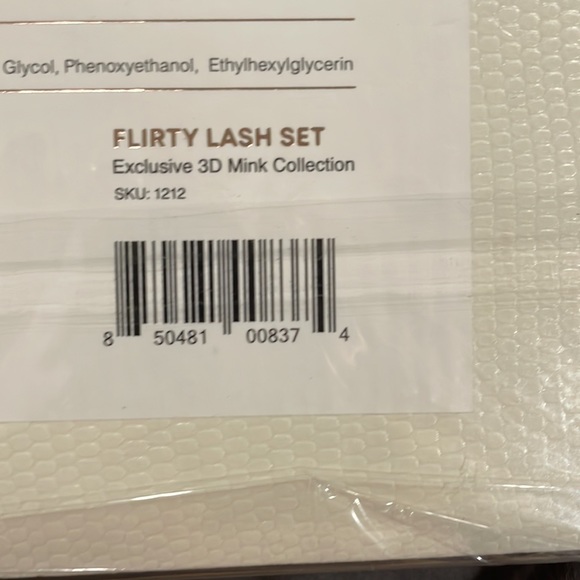 Glycol, Phenoxyethanol, Ethylhexylglycerin
FLIRTY LASH SET
Exclusive 3D Mink Collection
SKU: 1212
8 50481 00837 4